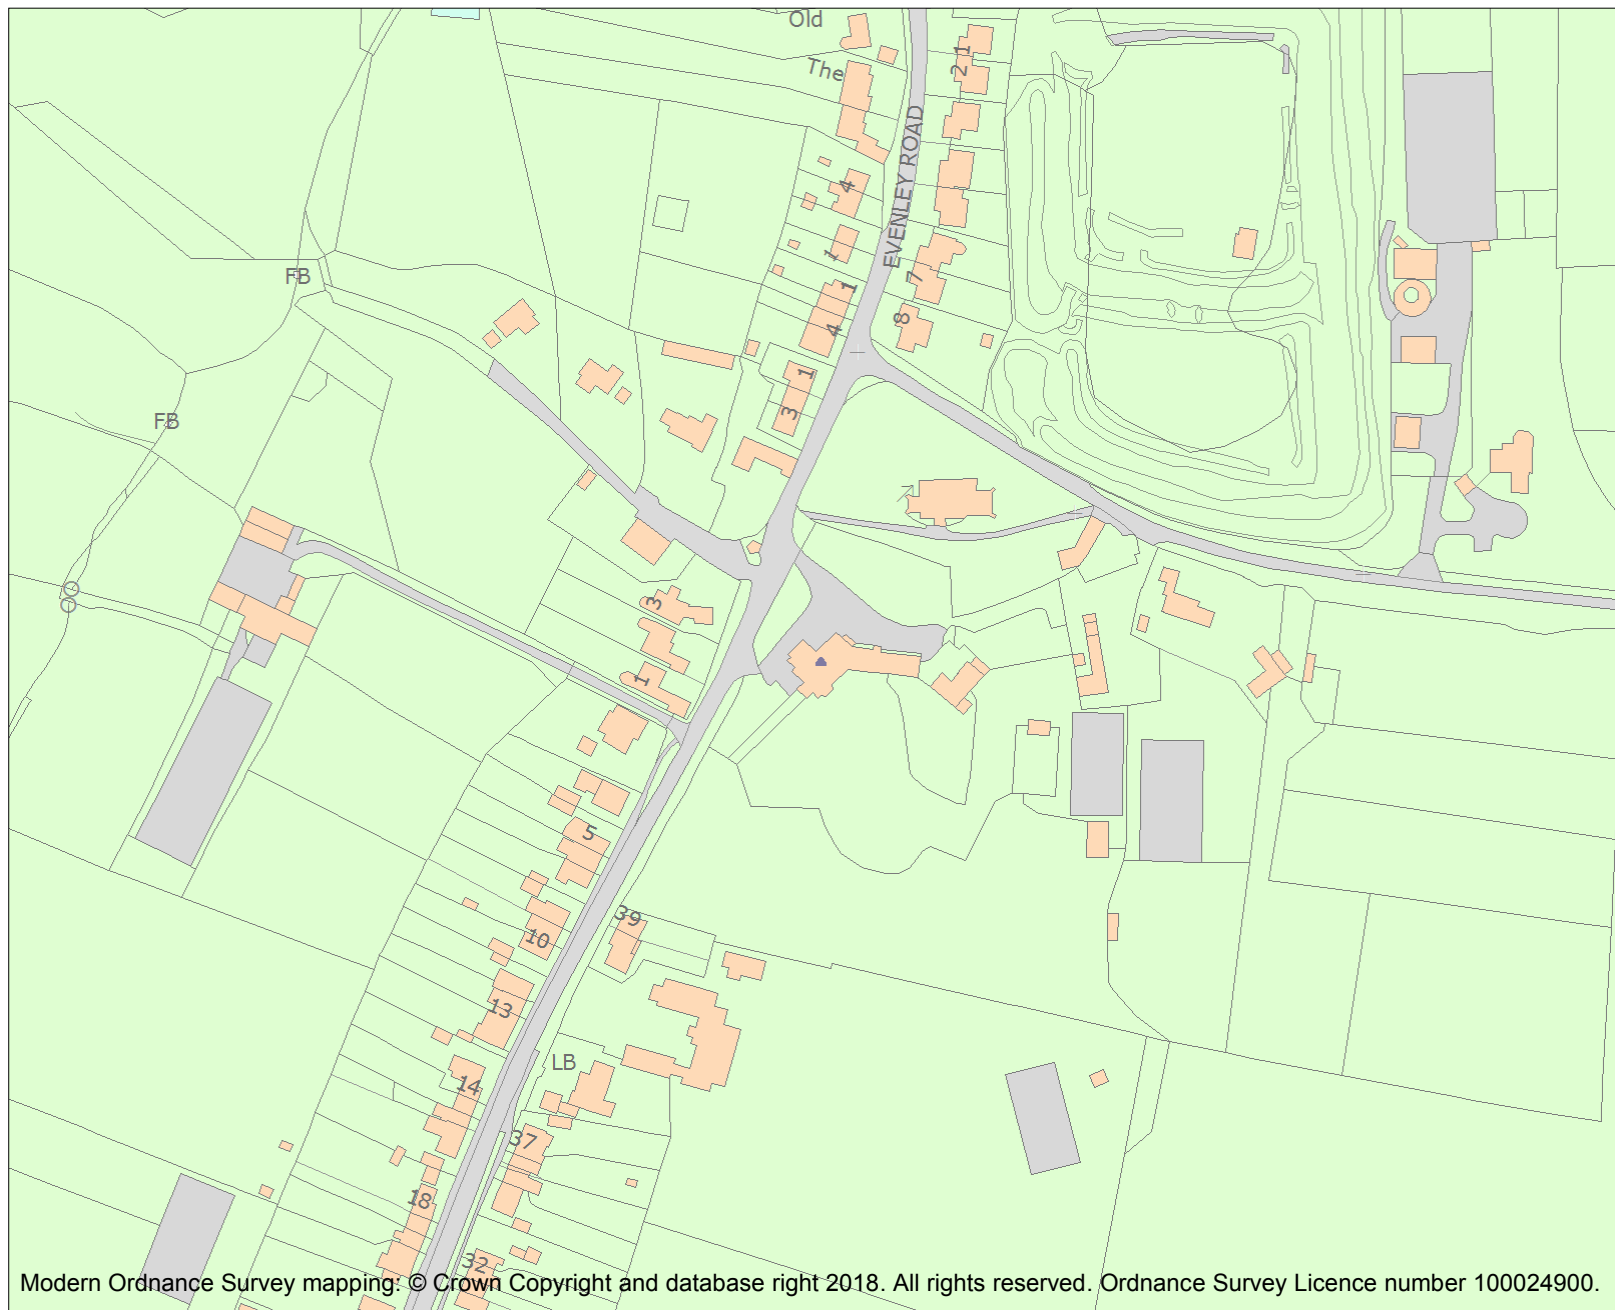 Old
The
1
2
EVENLEY ROAD
4
1
7
8
1
4
FB
1
3
FB
3
1
5
39
10
13
LB
14
37
18
32
Modern Ordnance Survey mapping: © Crown Copyright and database right 2018. All rights reserved. Ordnance Survey Licence number 100024900.